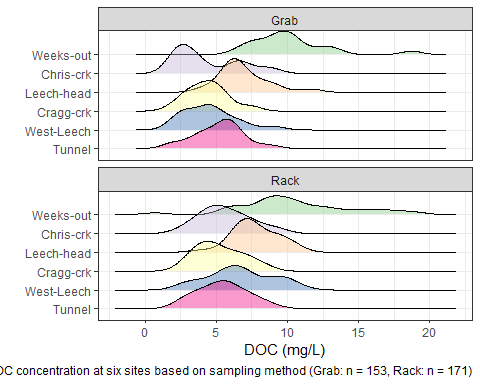 Grab
Weeks-out
Chris-crk
Leech-head
Cragg-crk
West-Leech
Tunnel
Rack
Weeks-out
Chris-crk
Leech-head
Cragg-crk
West-Leech
Tunnel
0 5 10 15 20
DOC (mg/L)
concentration at six sites based on sampling method (Grab: n = 153, Rack: n = 171)